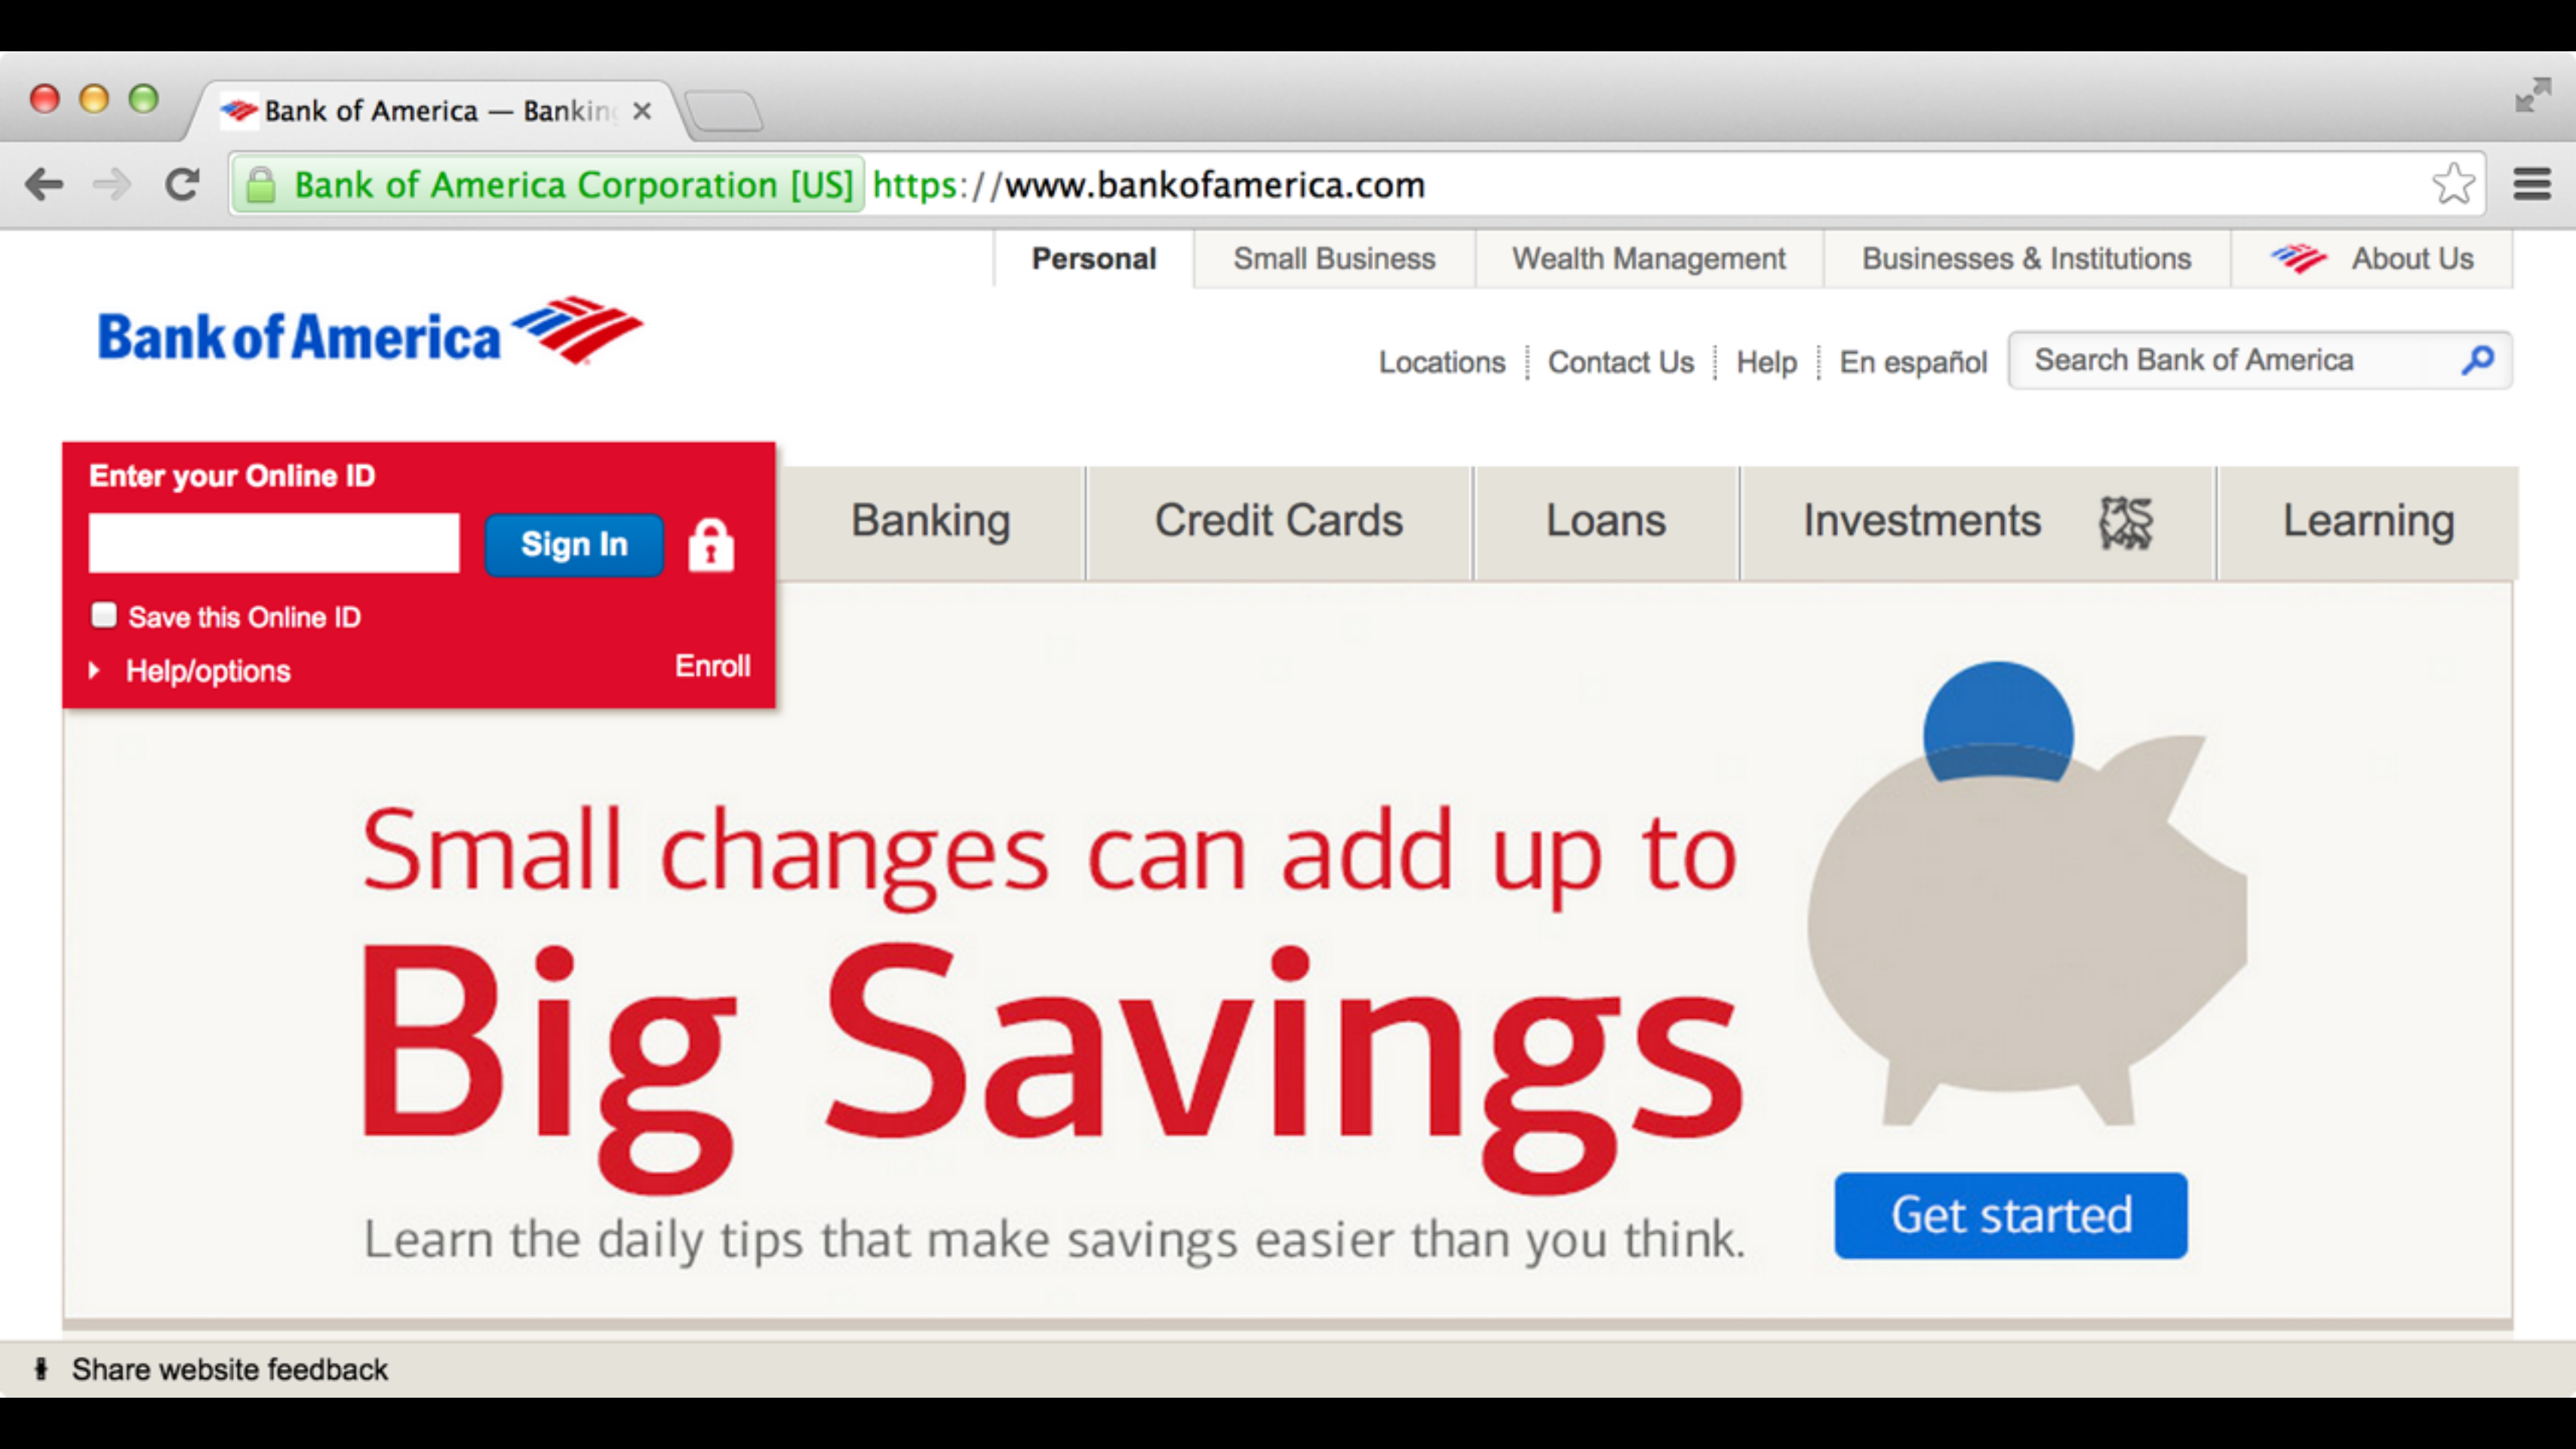 Bank of America — Banking
Bank of America Corporation [US] https://www.bankofamerica.com
Personal Small Business Wealth Management Businesses & Institutions About Us
Bank of America
Locations Contact Us Help En español Search Bank of America
Enter your Online ID
Sign In
Save this Online ID
Help/options Enroll
Banking Credit Cards Loans Investments Learning
Small changes can add up to
Big Savings
Learn the daily tips that make savings easier than you think.
Get started
Share website feedback